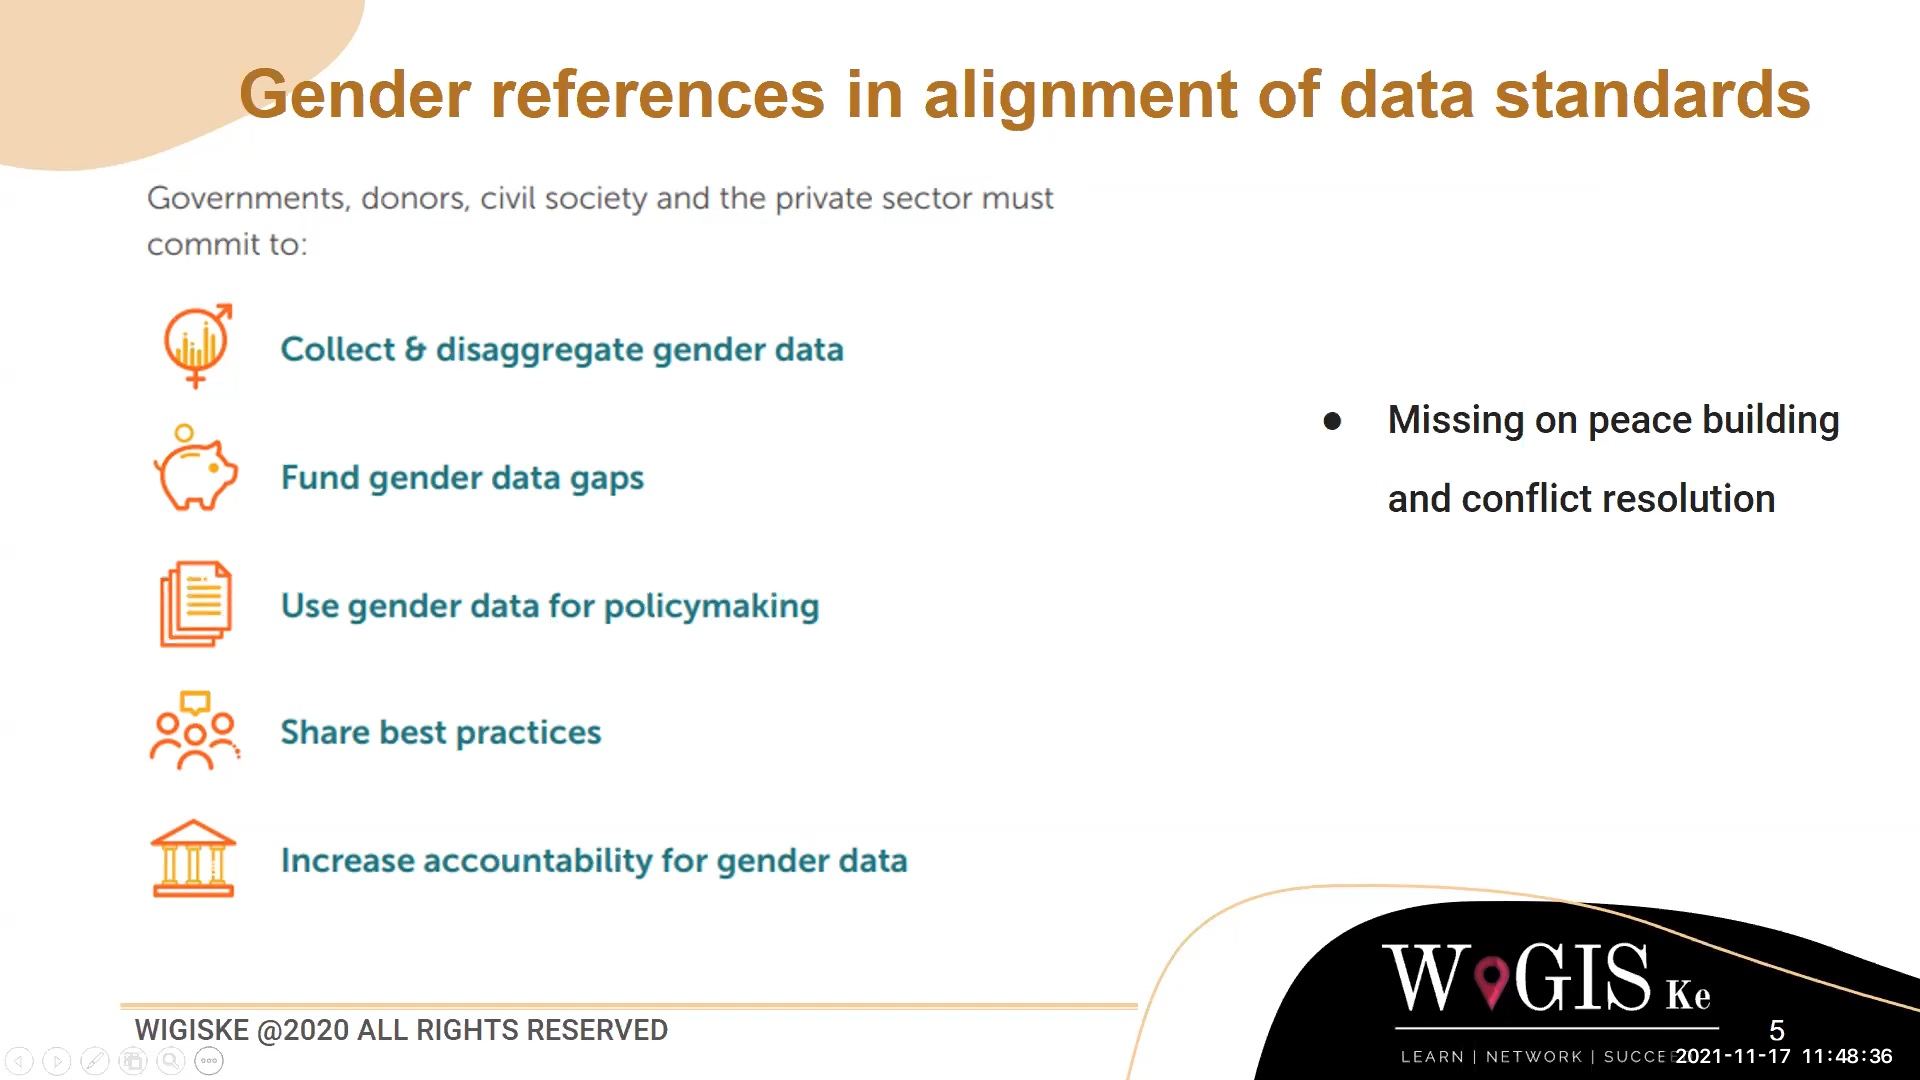 Gender references in alignment of data standards
Governments, donors, civil society and the private sector must
commit to:
Collect & disaggregate gender data
Fund gender data gaps
Use gender data for policymaking
Share best practices
Increase accountability for gender data
● Missing on peace building
and conflict resolution
WIGISKE @2020 ALL RIGHTS RESERVED
W GIS Ke
LEARN | NETWORK |
5
2021-11-17 11:48:36